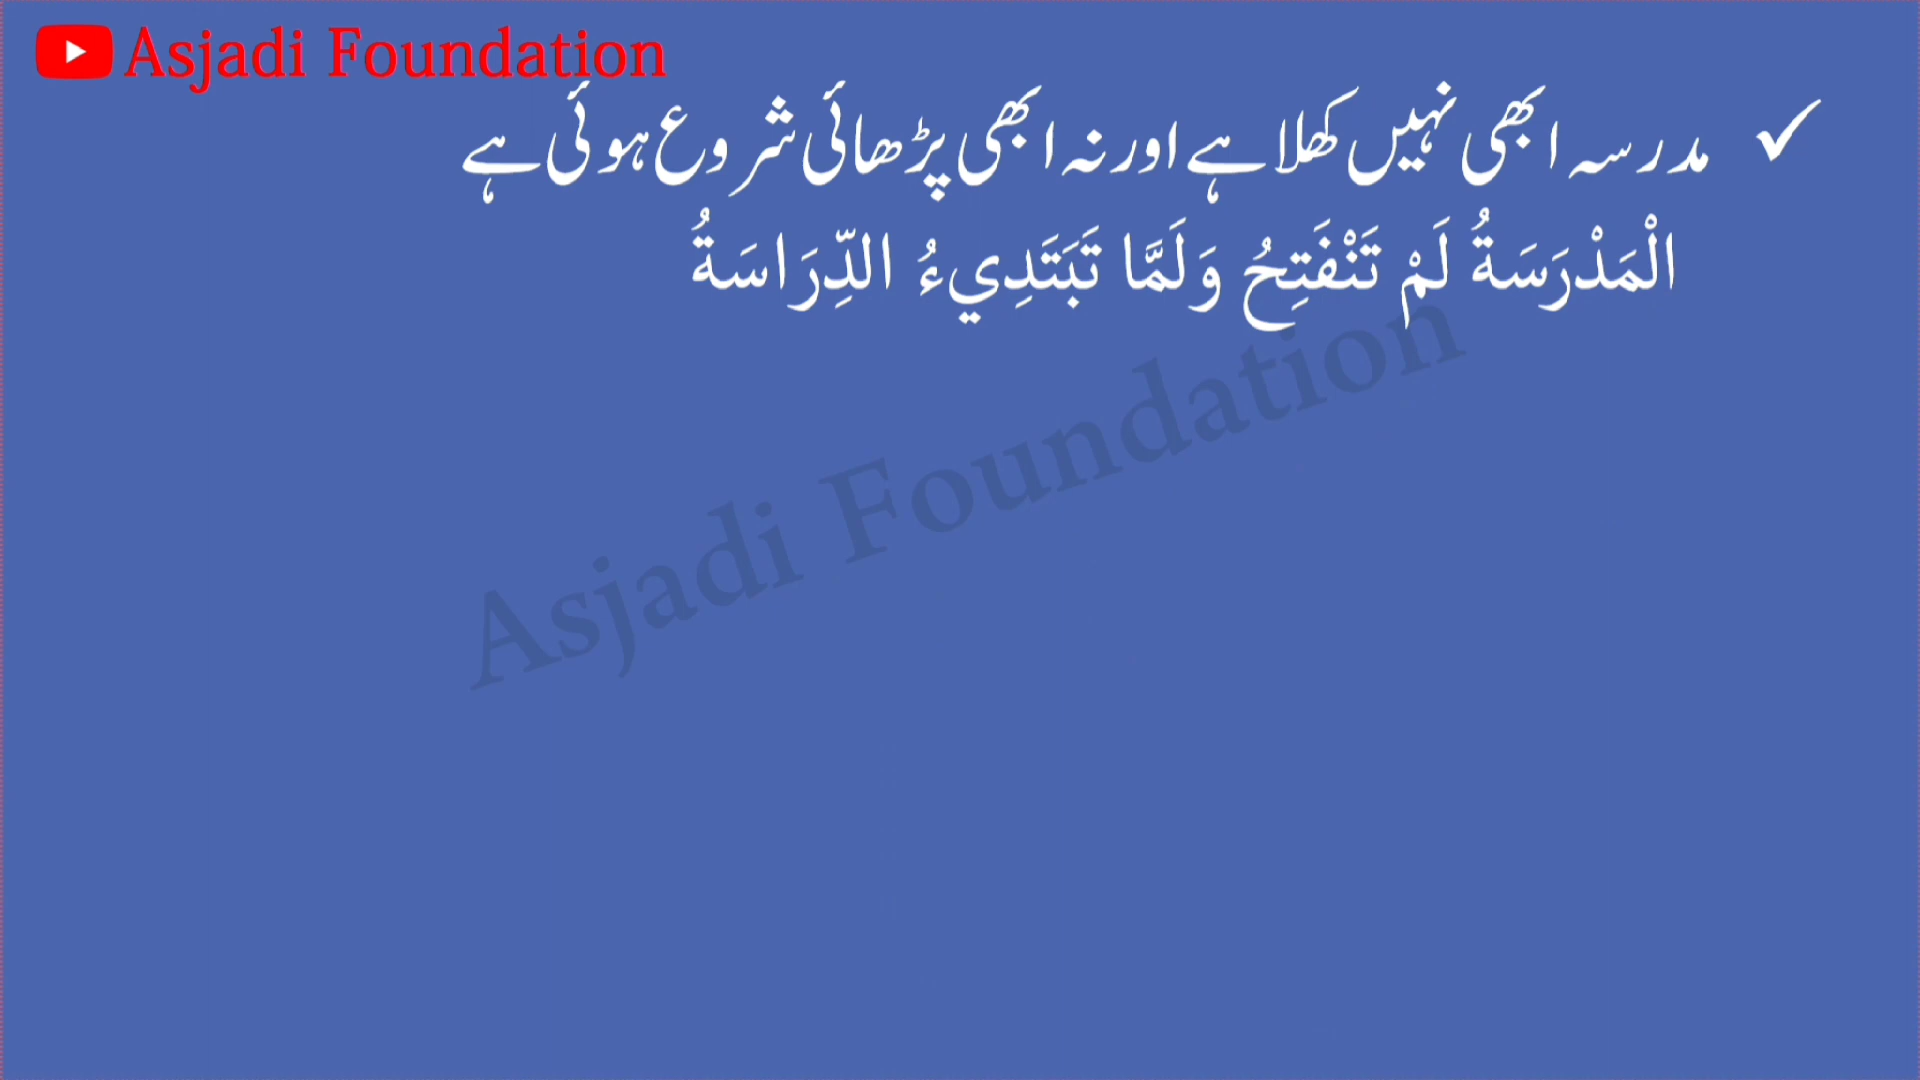 Asjadi Foundation
✓ مدرسہ ابھی نہیں کھلا ہے اور نہ ابھی پڑھائی شروع ہوئی ہے
الْمَدْرَسَةُ لَمْ تَنْفَتِحُ وَلَمَّا تَبَتَدِيءُ الدِّرَاسَةُ
Asjadi Foundation